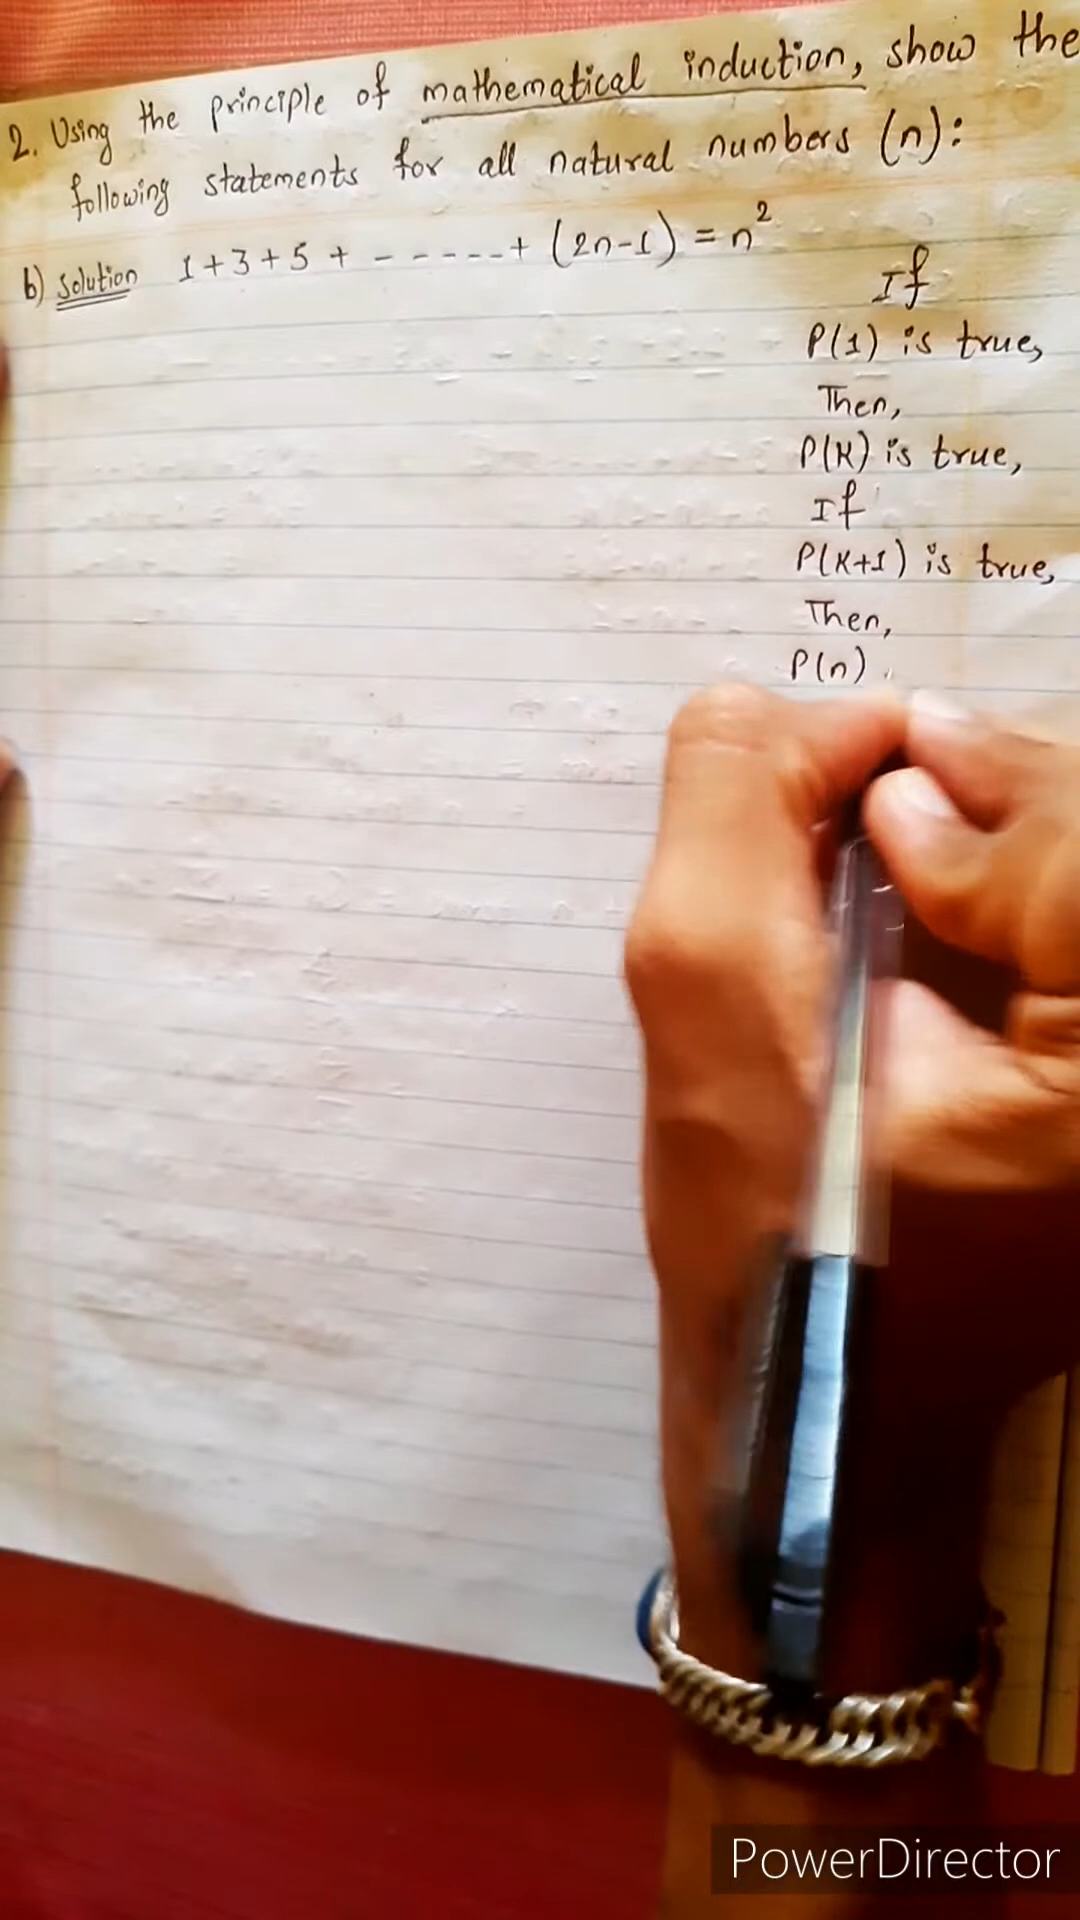 2. Using the principle of mathematical induction, show the
following statements for all natural numbers (n):
b) Solution 1+3+5+ - - - - - + (2n-1) = n²
If
P(1) is true,
Then,
P(K) is true,
If
P(K+1) is true,
Then,
P(n)
PowerDirector